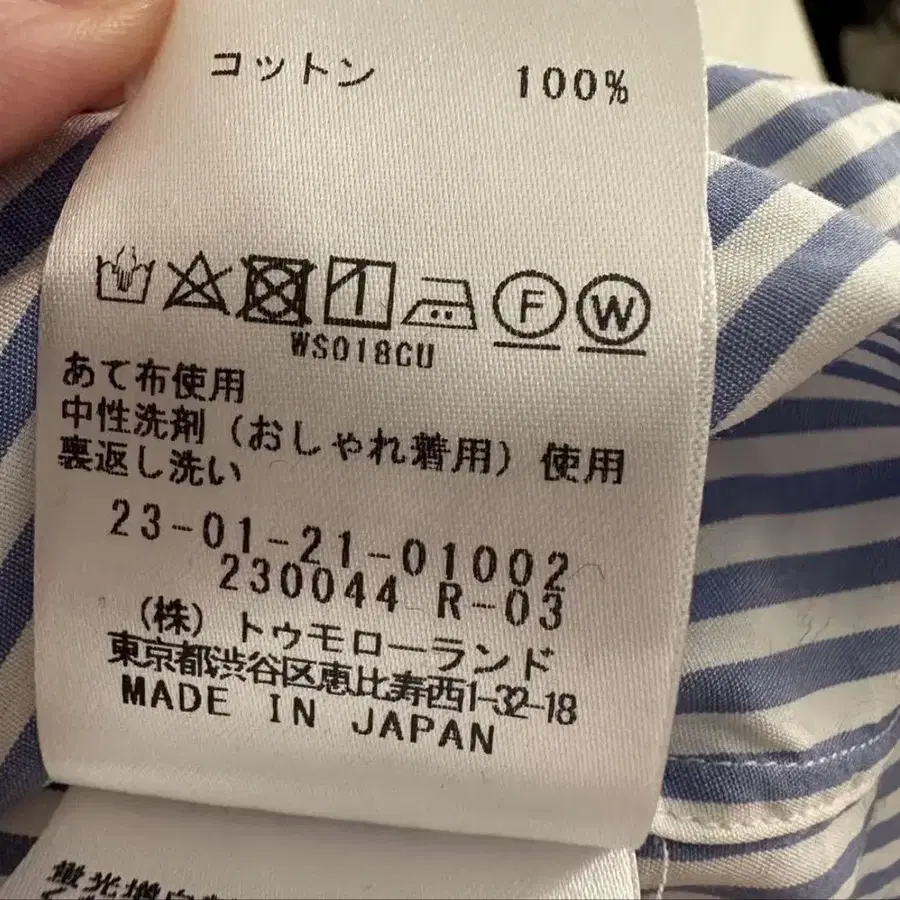 コットン 100%
F W
WS018CU
あて布使用
中性洗剤(おしゃれ着用)使用
裏返し洗い
23-01-21-01002
230044 R-03
(株)トゥモローランド
東京都渋谷区恵比寿西1-32-18
MADE IN JAPAN